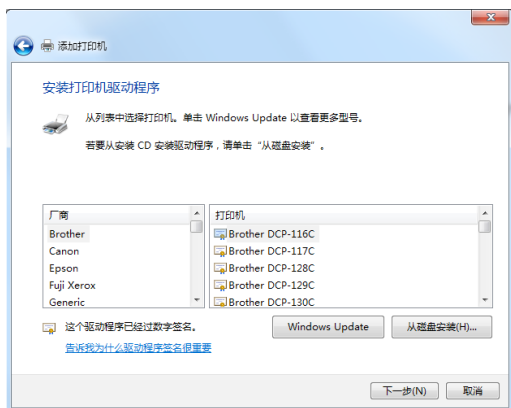 添加打印机
安装打印机驱动程序
从列表中选择打印机。单击 Windows Update 以查看更多型号。
若要从安装 CD 安装驱动程序，请单击“从磁盘安装”。
厂商
Brother
Canon
Epson
Fuji Xerox
Generic
打印机
Brother DCP-116C
Brother DCP-117C
Brother DCP-128C
Brother DCP-129C
Brother DCP-130C
这个驱动程序已经过数字签名。
告诉我为什么驱动程序签名很重要
Windows Update
从磁盘安装(H)...
下一步(N)
取消